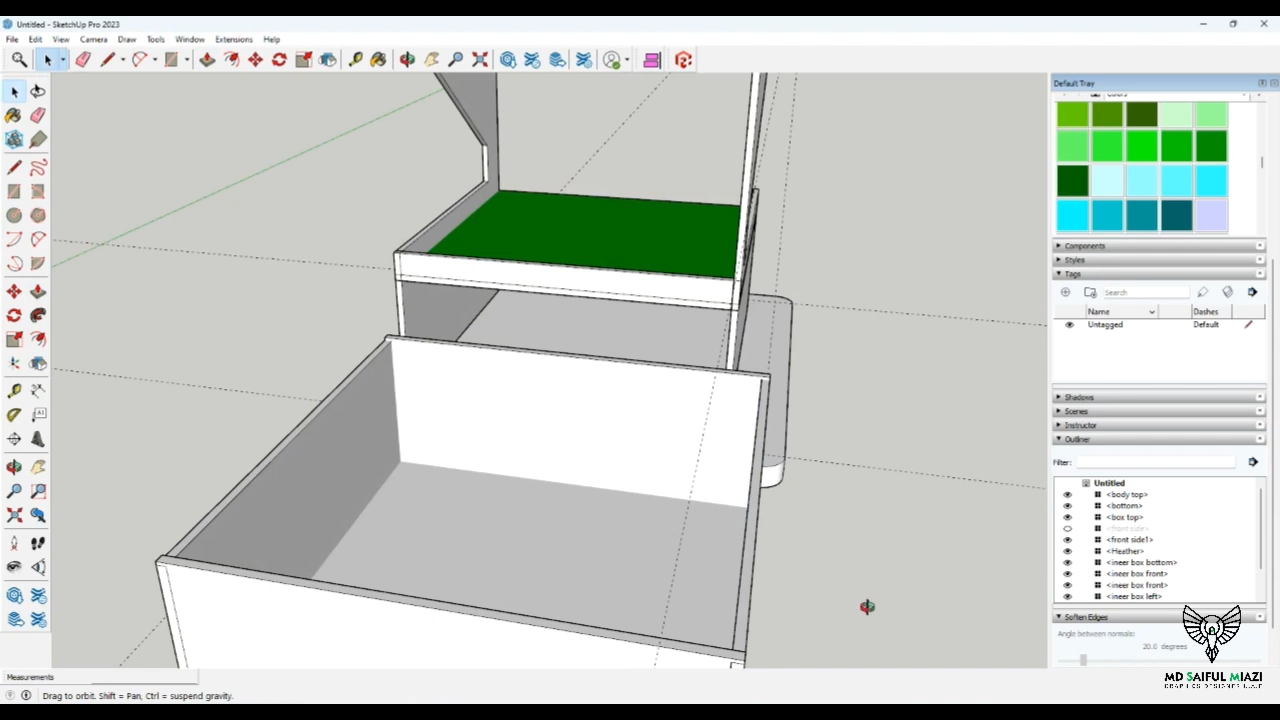 Untitled - SketchUp Pro 2023
File Edit View Camera Draw Tools Window Extensions Help
Default Tray
Components
Styles
Tags
Search
Name Dashes
Untagged Default
Shadows
Scenes
Instructor
Outliner
Filter:
Untitled
<body top>
<bottom>
<box top>
<front side>
<front side1>
<Heather>
<ineer box bottom>
<ineer box front>
<ineer box front>
<ineer box left>
Soften Edges
Angle between normals:
20.0 degrees
MD SAIFUL MIAZI
Measurements
Drag to orbit. Shift = Pan, Ctrl = suspend gravity.